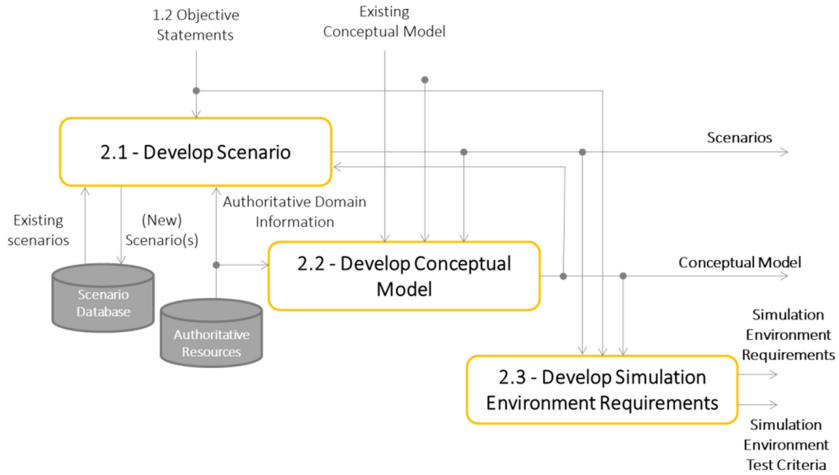 1.2 Objective
Statements
Existing
Conceptual Model
2.1 - Develop Scenario
Scenarios
Existing
scenarios
(New)
Scenario(s)
Authoritative Domain
Information
2.2 - Develop Conceptual
Model
Conceptual Model
Scenario
Database
Authoritative
Resources
Simulation
Environment
Requirements
2.3 - Develop Simulation
Environment Requirements
Simulation
Environment
Test Criteria